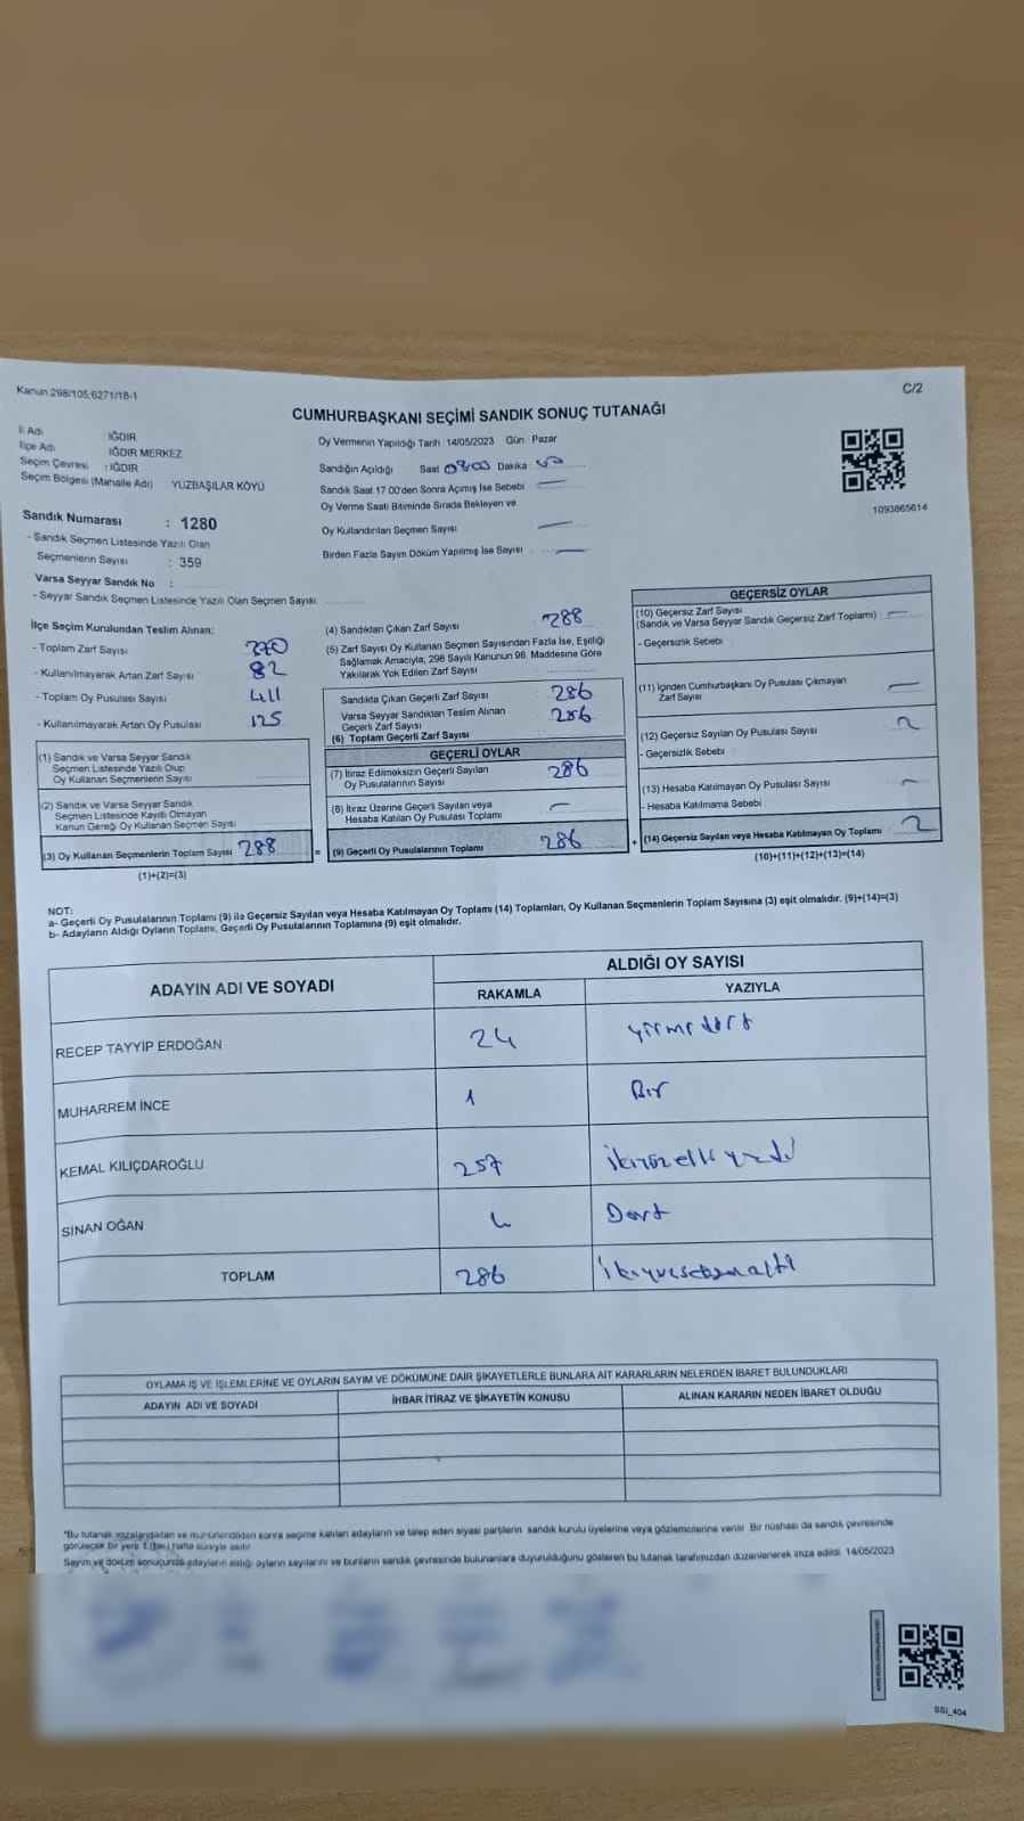 Kanun 298/105;6271/18-1
C/2
CUMHURBAŞKANI SEÇİMİ SANDIK SONUÇ TUTANAĞI
İl Adı : IĞDIR
İlçe Adı : IĞDIR MERKEZ
Seçim Çevresi : IĞDIR
Seçim Bölgesi (Mahalle Adı) YÜZBAŞILAR KÖYÜ
Sandık Numarası : 1280
- Sandık Seçmen Listesinde Yazılı Olan
Seçmenlerin Sayısı : 359
Varsa Seyyar Sandık No :
- Seyyar Sandık Seçmen Listesinde Yazılı Olan Seçmen Sayısı:
Oy Vermenin Yapıldığı Tarih : 14/05/2023 Gün : Pazar
Sandığın Açıldığı Saat Dakika
Sandık Saat 17:00'den Sonra Açılmış İse Sebebi
Oy Verme Saati Bitiminde Sırada Bekleyen ve
Oy Kullandırılan Seçmen Sayısı
Birden Fazla Sayım Döküm Yapılmış İse Sayısı
1093865614
İlçe Seçim Kurulundan Teslim Alınan:
- Toplam Zarf Sayısı 370
- Kullanılmayarak Artan Zarf Sayısı 82
- Toplam Oy Pusulası Sayısı 411
- Kullanılmayarak Artan Oy Pusulası 125
(1) Sandık ve Varsa Seyyar Sandık
Seçmen Listesinde Yazılı Olup
Oy Kullanan Seçmenlerin Sayısı
(2) Sandık ve Varsa Seyyar Sandık
Seçmen Listesinde Kayıtlı Olmayan
Kanun Gereği Oy Kullanan Seçmen Sayısı
(3) Oy Kullanan Seçmenlerin Toplam Sayısı 288
(1)+(2)=(3)
(4) Sandıktan Çıkan Zarf Sayısı 288
(5) Zarf Sayısı Oy Kullanan Seçmen Sayısından Fazla İse, Eşitliği
Sağlamak Amacıyla, 298 Sayılı Kanunun 98. Maddesine Göre
Yakılarak Yok Edilen Zarf Sayısı
Sandıkta Çıkan Geçerli Zarf Sayısı 286
Varsa Seyyar Sandıktan Teslim Alınan
Geçerli Zarf Sayısı
(6) Toplam Geçerli Zarf Sayısı 286
GEÇERLİ OYLAR
(7) İtiraz Edilmeksizin Geçerli Sayılan
Oy Pusulalarının Sayısı 286
(8) İtiraz Üzerine Geçerli Sayılan veya
Hesaba Katılan Oy Pusulası Toplamı
= (9) Geçerli Oy Pusulalarının Toplamı 286
GEÇERSİZ OYLAR
(10) Geçersiz Zarf Sayısı
(Sandık ve Varsa Seyyar Sandık Geçersiz Zarf Toplamı)
- Geçersizlik Sebebi
(11) İçinden Cumhurbaşkanı Oy Pusulası Çıkmayan
Zarf Sayısı
(12) Geçersiz Sayılan Oy Pusulası Sayısı 2
- Geçersizlik Sebebi
(13) Hesaba Katılmayan Oy Pusulası Sayısı
- Hesaba Katılmama Sebebi
+ (14) Geçersiz Sayılan veya Hesaba Katılmayan Oy Toplamı 2
(10)+(11)+(12)+(13)=(14)
NOT:
a- Geçerli Oy Pusulalarının Toplamı (9) ile Geçersiz Sayılan veya Hesaba Katılmayan Oy Toplamı (14) Toplamları, Oy Kullanan Seçmenlerin Toplam Sayısına (3) eşit olmalıdır. (9)+(14)=(3)
b- Adayların Aldığı Oyların Toplamı, Geçerli Oy Pusulalarının Toplamına (9) eşit olmalıdır.
ADAYIN ADI VE SOYADI
ALDIĞI OY SAYISI
RAKAMLA YAZIYLA
RECEP TAYYİP ERDOĞAN 24 yirmi dört
MUHARREM İNCE 1 Bir
KEMAL KILIÇDAROĞLU 257 ikiyüz elli yedi
SİNAN OĞAN 4 Dört
TOPLAM 286 ikiyüzseksenaltı
OYLAMA İŞ VE İŞLEMLERİNE VE OYLARIN SAYIM VE DÖKÜMÜNE DAİR ŞİKAYETLERLE BUNLARA AİT KARARLARIN NELERDEN İBARET BULUNDUKLARI
ADAYIN ADI VE SOYADI İHBAR İTİRAZ VE ŞİKAYETİN KONUSU ALINAN KARARIN NEDEN İBARET OLDUĞU
*Bu tutanak imzalandıktan ve mühürlendikten sonra seçime katılan adayların ve talep eden siyasi partilerin sandık kurulu üyelerine veya gözlemcilerine verilir. Bir nüshası da sandık çevresinde
görülecek bir yere 1 (bir) hafta süreyle asılır.
Sayım ve döküm sonucunda adayların aldığı oyların sayılarını ve bunların sandık çevresinde bulunanlara duyurulduğunu gösteren bu tutanak tarafımızdan düzenlenerek imza edildi. 14/05/2023
SSI_404